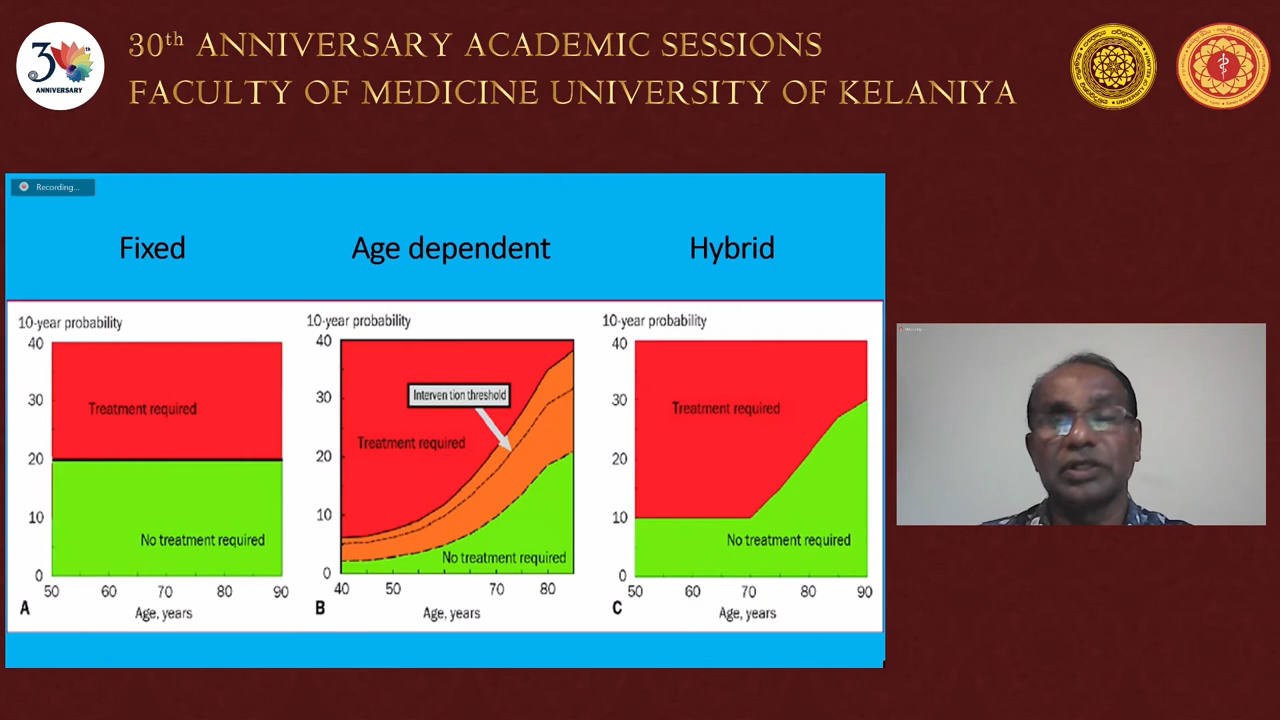 30th ANNIVERSARY ACADEMIC SESSIONS
FACULTY OF MEDICINE UNIVERSITY OF KELANIYA
30th
ANNIVERSARY
Recording...
Fixed
Age dependent
Hybrid
10-year probability
40
30
20
10
0
Treatment required
No treatment required
50 60 70 80 90
A
Age, years
10-year probability
40
30
20
10
0
Intervention threshold
Treatment required
No treatment required
40 50 70 80
B
Age, years
10-year probability
40
30
20
10
0
Treatment required
No treatment required
50 60 70 80 90
C
Age, years